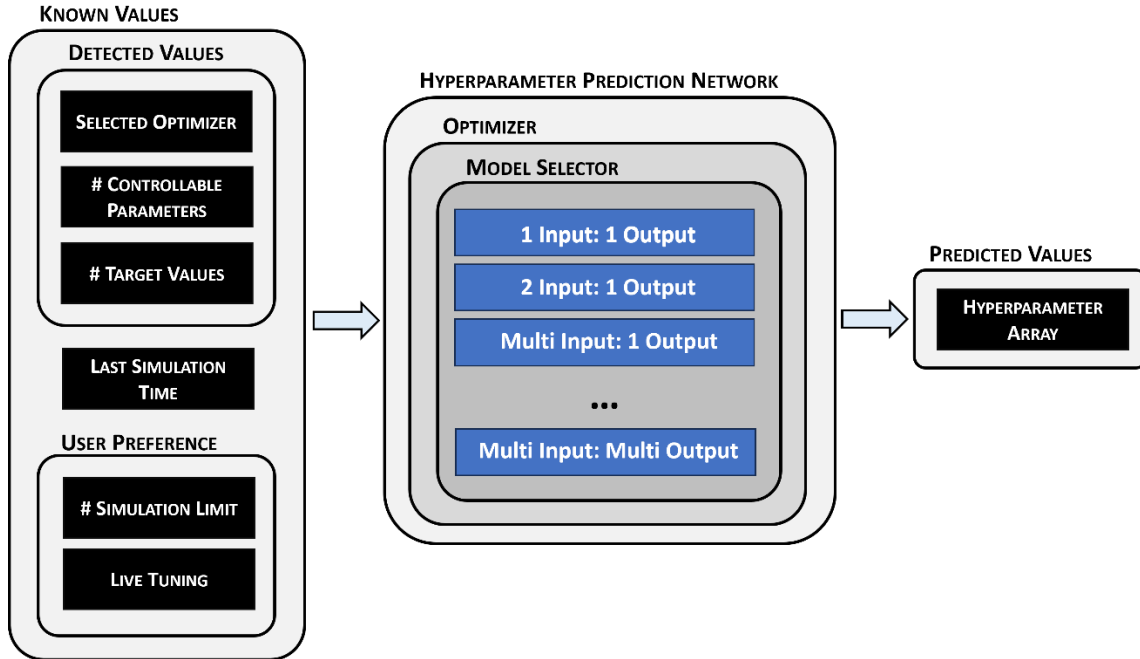 KNOWN VALUES
DETECTED VALUES
SELECTED OPTIMIZER
# CONTROLLABLE
PARAMETERS
# TARGET VALUES
LAST SIMULATION
TIME
USER PREFERENCE
# SIMULATION LIMIT
LIVE TUNING
HYPERPARAMETER PREDICTION NETWORK
OPTIMIZER
MODEL SELECTOR
1 Input: 1 Output
2 Input: 1 Output
Multi Input: 1 Output
...
Multi Input: Multi Output
PREDICTED VALUES
HYPERPARAMETER
ARRAY